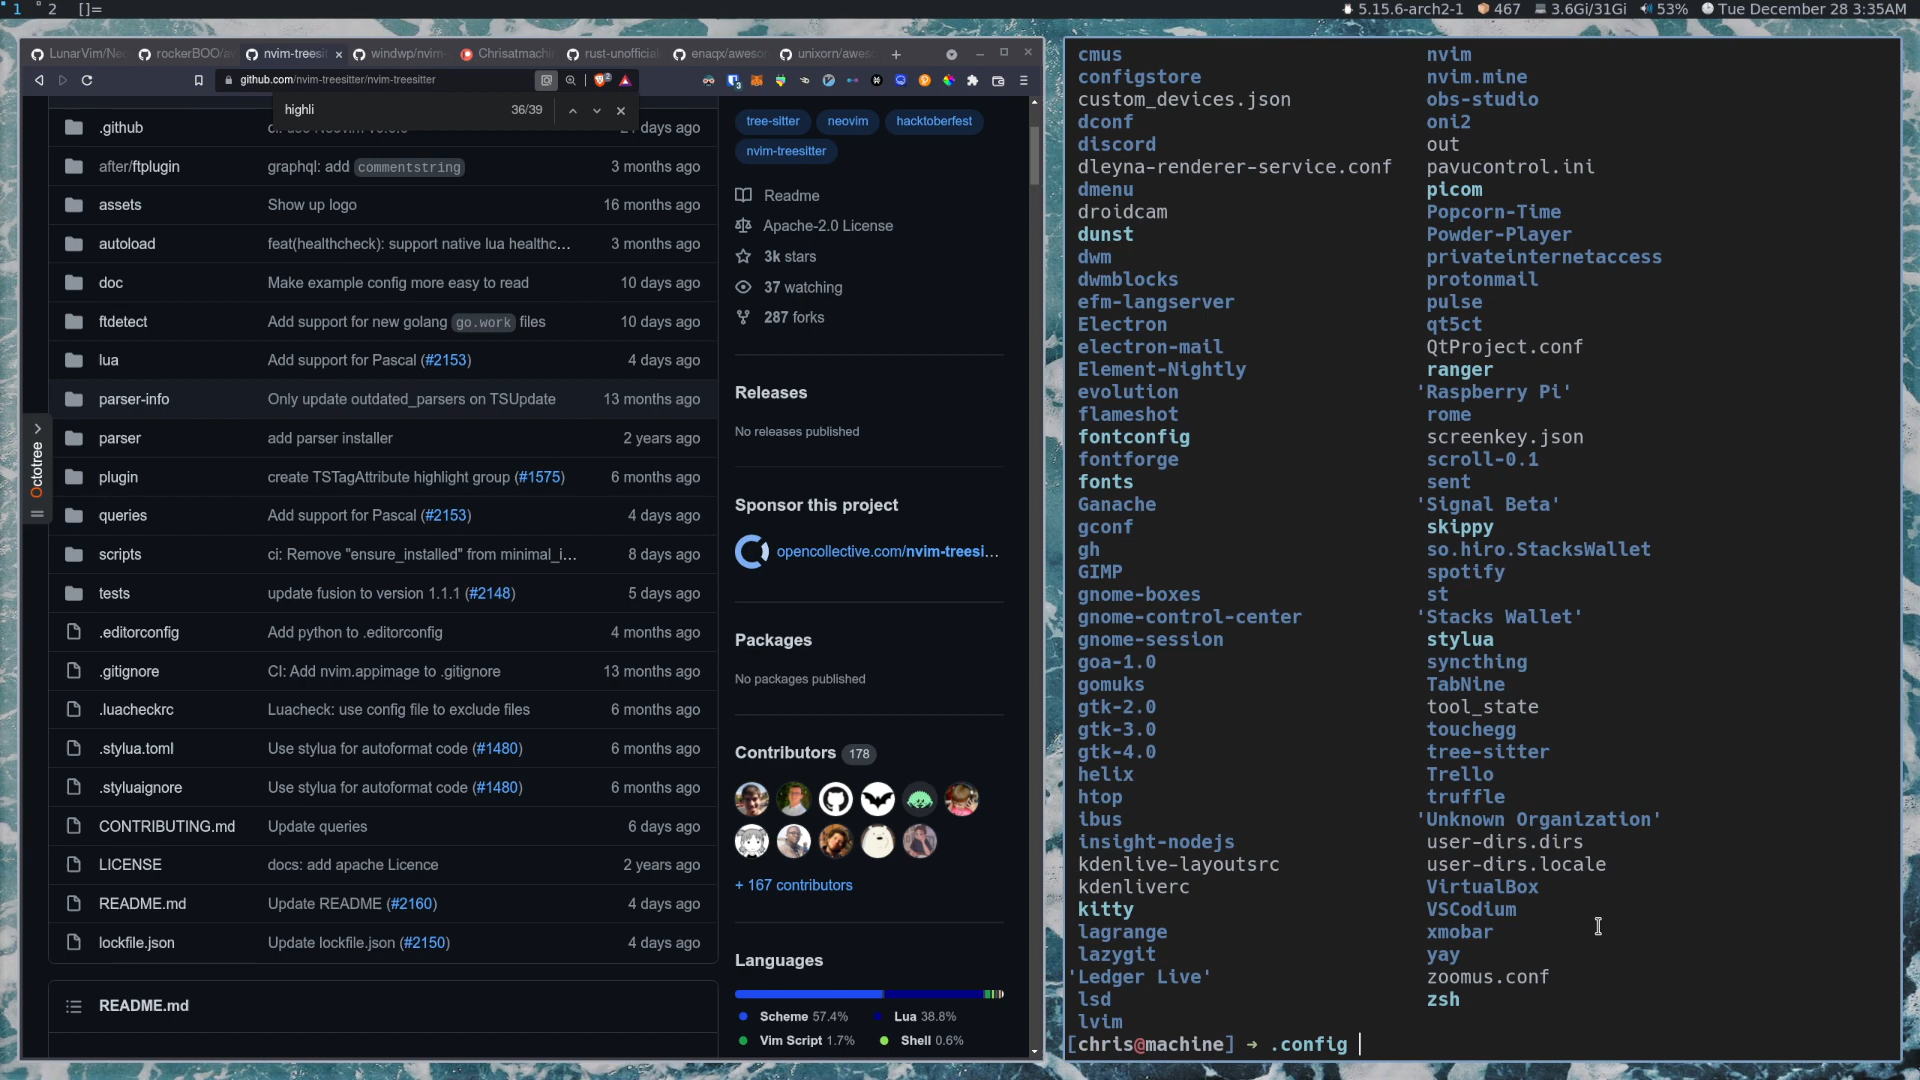 1 2 []=
5.15.6-arch2-1 467 3.6Gi/31Gi 53% Tue December 28 3:35AM
LunarVim/Neo rockerBOO/aw nvim-treesit windwp/nvim- Chrisatmachin rust-unofficial enaqx/aweson unixorn/awesc
github.com/nvim-treesitter/nvim-treesitter
highli 36/39
.github days ago
after/ftplugin graphql: add commentstring 3 months ago
assets Show up logo 16 months ago
autoload feat(healthcheck): support native lua healthc... 3 months ago
doc Make example config more easy to read 10 days ago
ftdetect Add support for new golang go.work files 10 days ago
lua Add support for Pascal (#2153) 4 days ago
parser-info Only update outdated_parsers on TSUpdate 13 months ago
parser add parser installer 2 years ago
plugin create TSTagAttribute highlight group (#1575) 6 months ago
queries Add support for Pascal (#2153) 4 days ago
scripts ci: Remove "ensure_installed" from minimal_i... 8 days ago
tests update fusion to version 1.1.1 (#2148) 5 days ago
.editorconfig Add python to .editorconfig 4 months ago
.gitignore CI: Add nvim.appimage to .gitignore 13 months ago
.luacheckrc Luacheck: use config file to exclude files 6 months ago
.stylua.toml Use stylua for autoformat code (#1480) 6 months ago
.styluaignore Use stylua for autoformat code (#1480) 6 months ago
CONTRIBUTING.md Update queries 6 days ago
LICENSE docs: add apache Licence 2 years ago
README.md Update README (#2160) 4 days ago
lockfile.json Update lockfile.json (#2150) 4 days ago
README.md
Octotree
tree-sitter neovim hacktoberfest
nvim-treesitter
Readme
Apache-2.0 License
3k stars
37 watching
287 forks
Releases
No releases published
Sponsor this project
opencollective.com/nvim-treesi...
Packages
No packages published
Contributors 178
+ 167 contributors
Languages
Scheme 57.4% Lua 38.8%
Vim Script 1.7% Shell 0.6%
cmus nvim
configstore nvim.mine
custom_devices.json obs-studio
dconf oni2
discord out
dleyna-renderer-service.conf pavucontrol.ini
dmenu picom
droidcam Popcorn-Time
dunst Powder-Player
dwm privateinternetaccess
dwmblocks protonmail
efm-langserver pulse
Electron qt5ct
electron-mail QtProject.conf
Element-Nightly ranger
evolution 'Raspberry Pi'
flameshot rome
fontconfig screenkey.json
fontforge scroll-0.1
fonts sent
Ganache 'Signal Beta'
gconf skippy
gh so.hiro.StacksWallet
GIMP spotify
gnome-boxes st
gnome-control-center 'Stacks Wallet'
gnome-session stylua
goa-1.0 syncthing
gomuks TabNine
gtk-2.0 tool_state
gtk-3.0 touchegg
gtk-4.0 tree-sitter
helix Trello
htop truffle
ibus 'Unknown Organization'
insight-nodejs user-dirs.dirs
kdenlive-layoutsrc user-dirs.locale
kdenliverc VirtualBox
kitty VSCodium
lagrange xmobar
lazygit yay
'Ledger Live' zoomus.conf
lsd zsh
lvim
[chris@machine] → .config